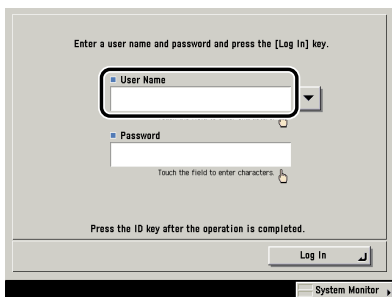 Enter a user name and password and press the [Log In] key.
User Name
Password
Touch the field to enter characters.
Press the ID key after the operation is completed.
Log In
System Monitor